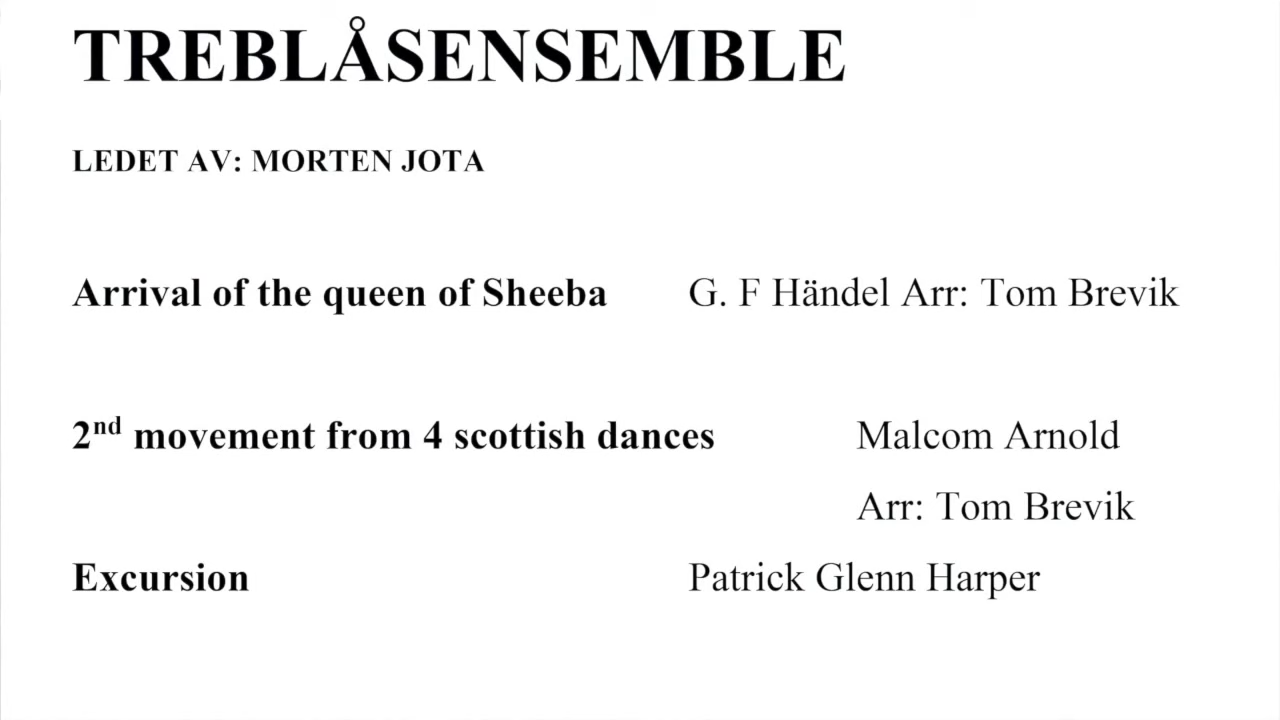 TREBLÅSENSEMBLE
LEDET AV: MORTEN JOTA
Arrival of the queen of Sheeba G. F Händel Arr: Tom Brevik
2nd movement from 4 scottish dances Malcom Arnold
Arr: Tom Brevik
Excursion Patrick Glenn Harper